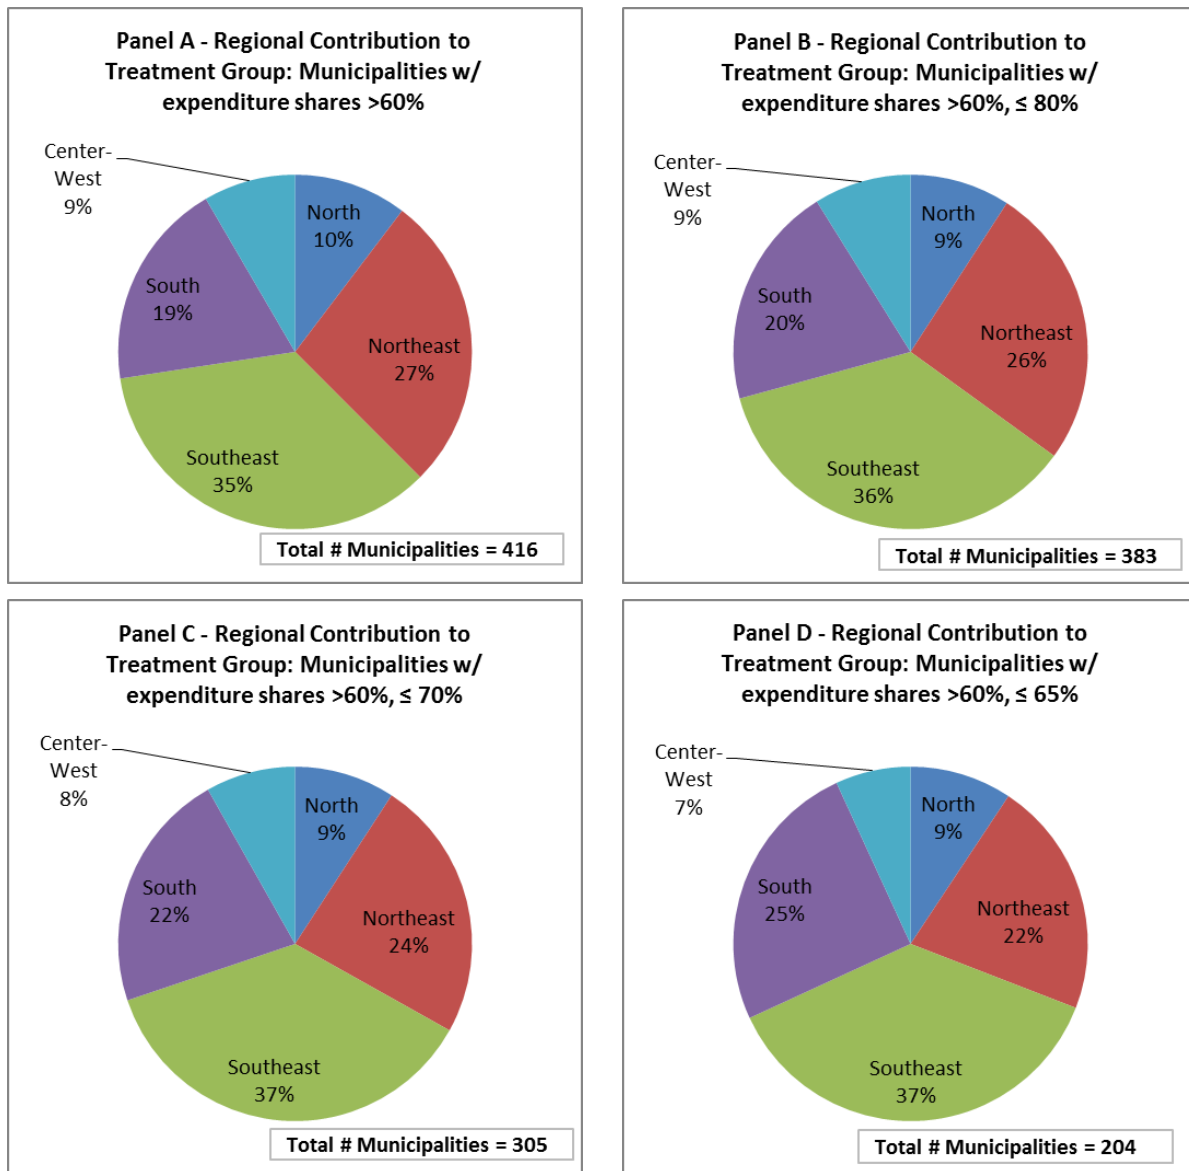 Panel A - Regional Contribution to
Treatment Group: Municipalities w/
expenditure shares >60%
Center-
West
9%
North
10%
South
19%
Northeast
27%
Southeast
35%
Total # Municipalities = 416
Panel B - Regional Contribution to
Treatment Group: Municipalities w/
expenditure shares >60%, ≤ 80%
Center-
West
9%
North
9%
South
20%
Northeast
26%
Southeast
36%
Total # Municipalities = 383
Panel C - Regional Contribution to
Treatment Group: Municipalities w/
expenditure shares >60%, ≤ 70%
Center-
West
8%
North
9%
South
22%
Northeast
24%
Southeast
37%
Total # Municipalities = 305
Panel D - Regional Contribution to
Treatment Group: Municipalities w/
expenditure shares >60%, ≤ 65%
Center-
West
7%
North
9%
South
25%
Northeast
22%
Southeast
37%
Total # Municipalities = 204